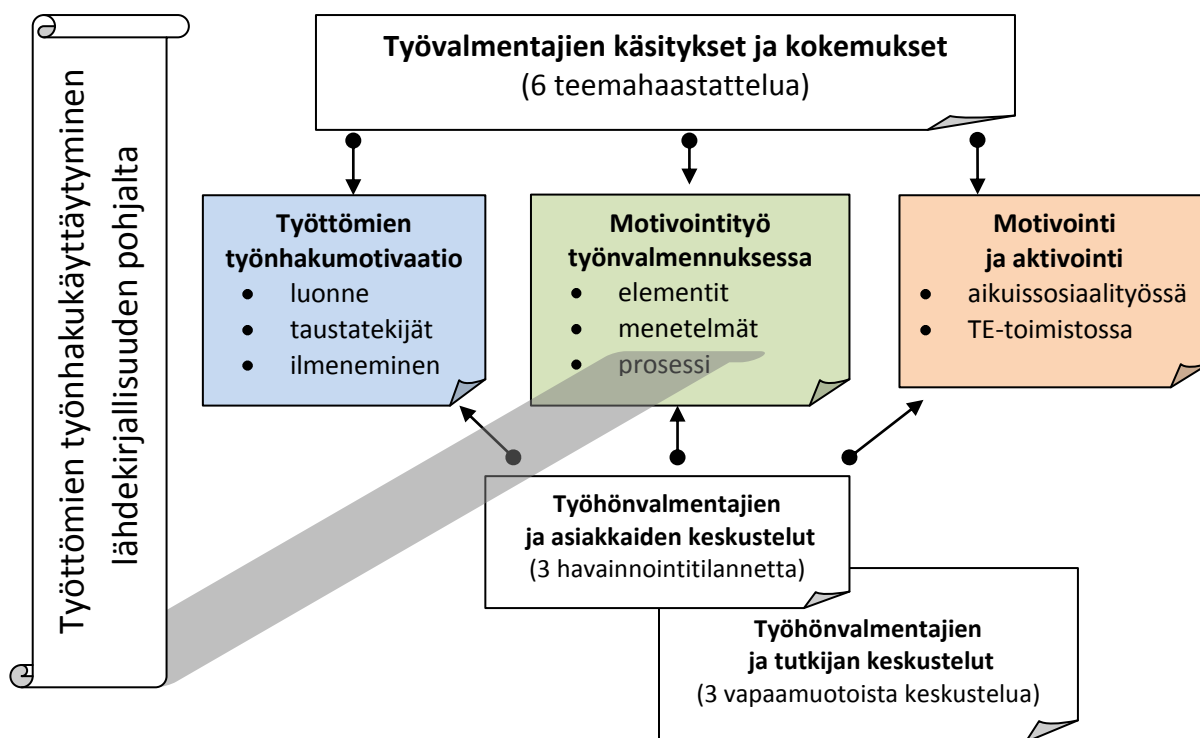 Työttömien työnhakukäyttäytyminen
lähdekirjallisuuden pohjalta
Työvalmentajien käsitykset ja kokemukset
(6 teemahaastattelua)
Työttömien
työnhakumotivaatio
● luonne
● taustatekijät
● ilmeneminen
Motivointityö
työnvalmennuksessa
● elementit
● menetelmät
● prosessi
Motivointi
ja aktivointi
● aikuissosiaalityössä
● TE-toimistossa
Työhönvalmentajien
ja asiakkaiden keskustelut
(3 havainnointitilannetta)
Työhönvalmentajien
ja tutkijan keskustelut
(3 vapaamuotoista keskustelua)